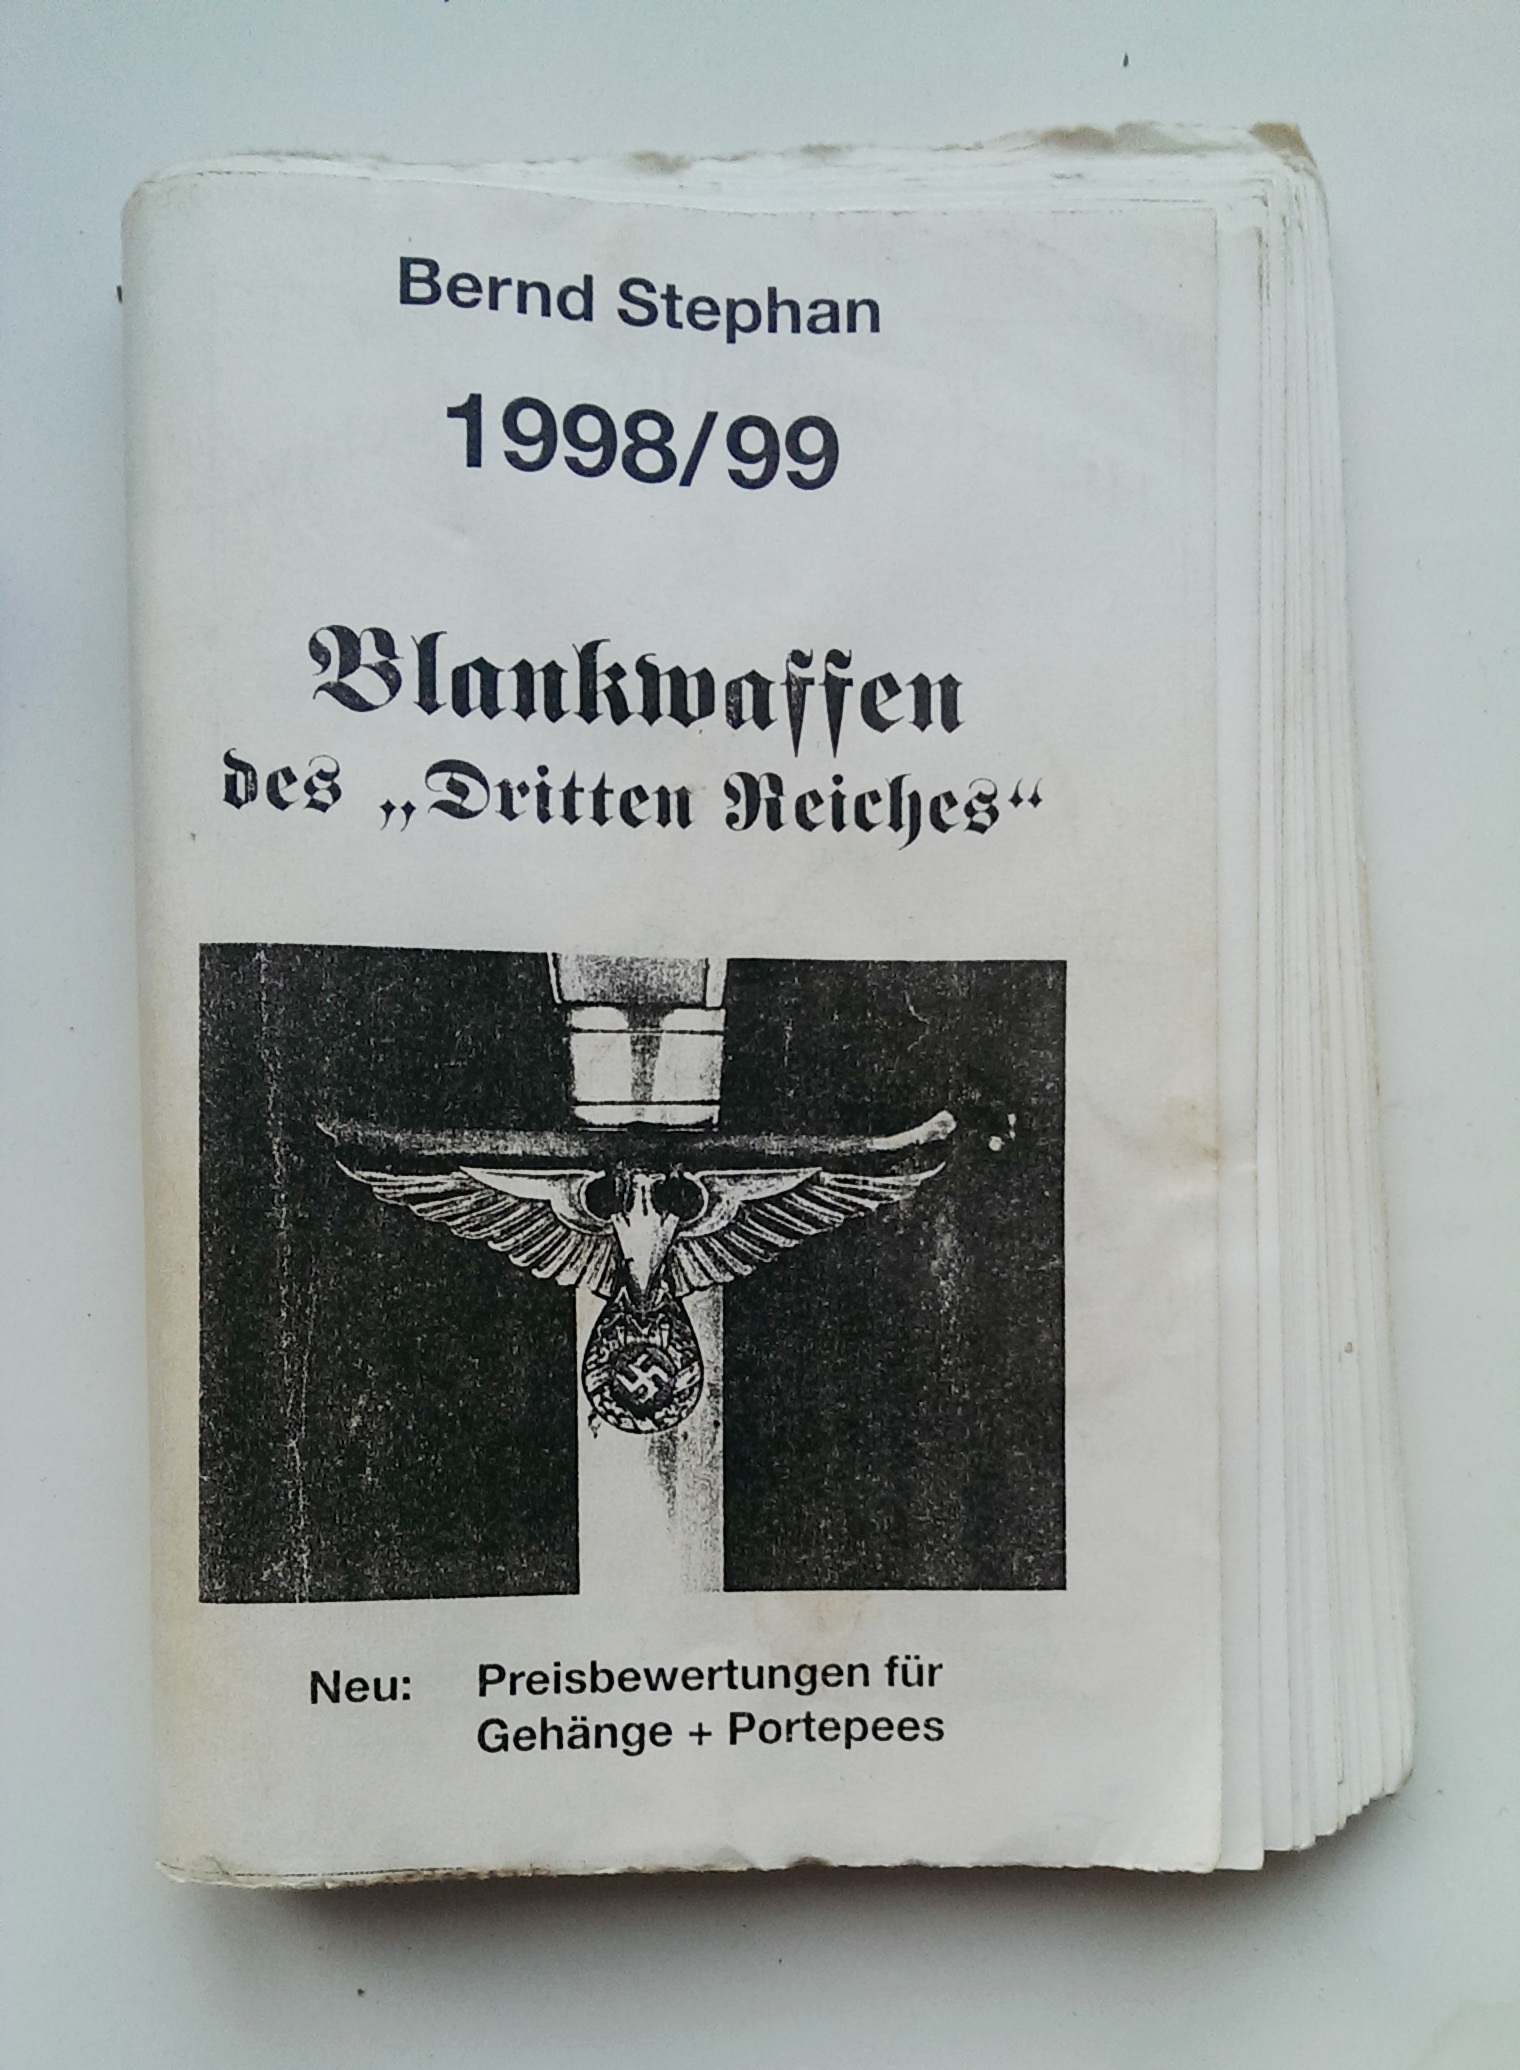 Bernd Stephan
1998/99
Blankwaffen
des „Dritten Reiches“
Neu: Preisbewertungen für
Gehänge + Portepees